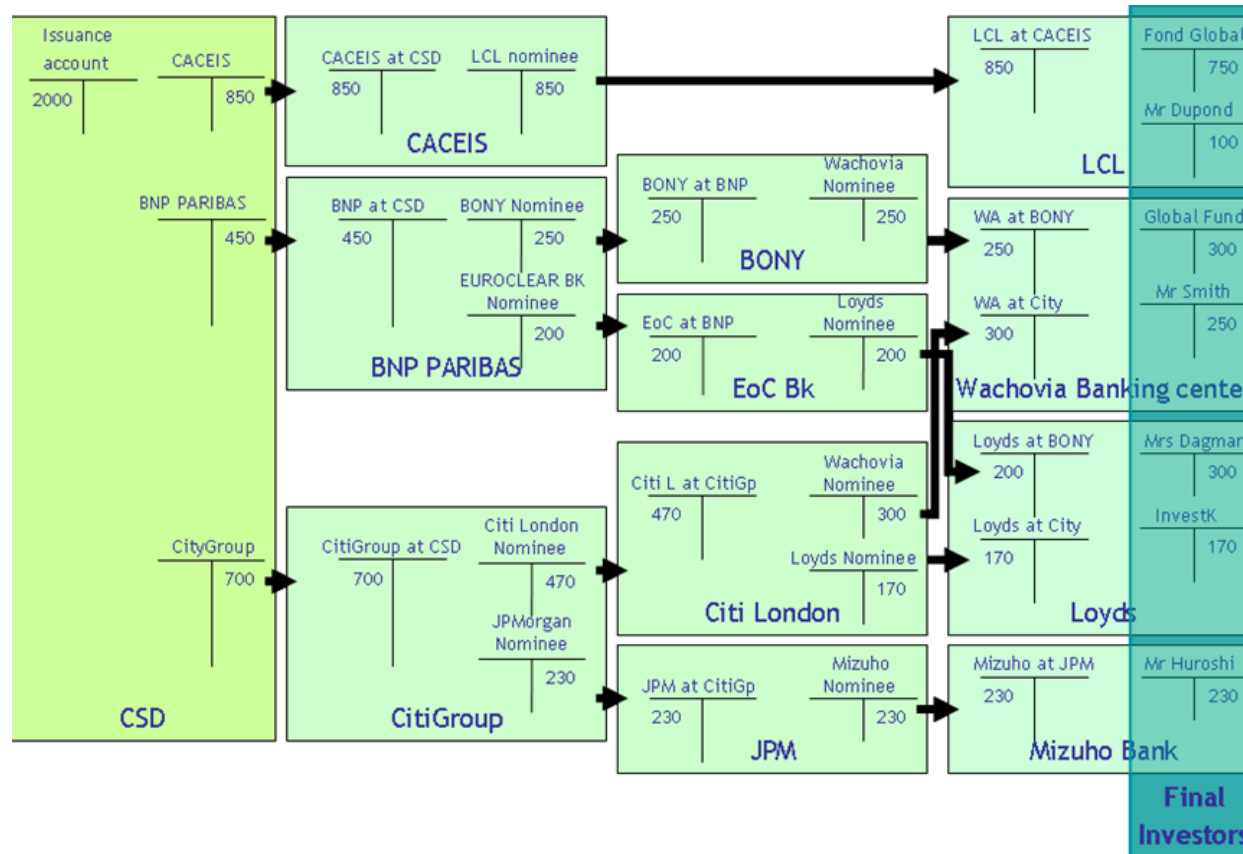 Issuance
account
2000
CACEIS
850
BNP PARIBAS
450
CityGroup
700
CSD
CACEIS at CSD
850
LCL nominee
850
CACEIS
BNP at CSD
450
BONY Nominee
250
EUROCLEAR BK
Nominee
200
BNP PARIBAS
CitiGroup at CSD
700
Citi London
Nominee
470
JPMorgan
Nominee
230
CitiGroup
BONY at BNP
250
Wachovia
Nominee
250
BONY
EoC at BNP
200
Loyds
Nominee
200
EoC Bk
Citi L at CitiGp
470
Wachovia
Nominee
300
Loyds Nominee
170
Citi London
JPM at CitiGp
230
Mizuho
Nominee
230
JPM
LCL at CACEIS
850
LCL
Fond Global
750
Mr Dupond
100
WA at BONY
250
WA at City
300
Global Fund
300
Mr Smith
250
Wachovia Banking cente
Loyds at BONY
200
Loyds at City
170
Mrs Dagmar
300
InvestK
170
Loyds
Mizuho at JPM
230
Mr Huroshi
230
Mizuho Bank
Final
Investors